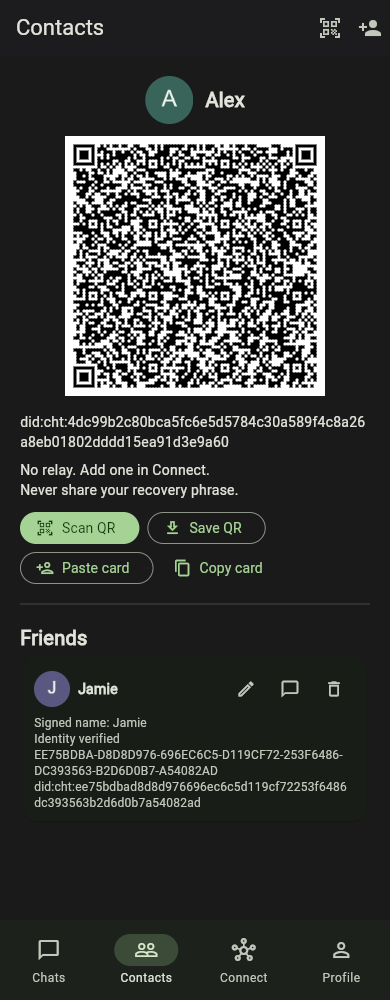 Contacts
A
Alex
did:cht:4dc99b2c80bca5fc6e5d5784c30a589f4c8a26
a8eb01802dddd15ea91d3e9a60
No relay. Add one in Connect.
Never share your recovery phrase.
Scan QR
Save QR
Paste card
Copy card
Friends
J
Jamie
Signed name: Jamie
Identity verified
EE75BDBA-D8D8D976-696EC6C5-D119CF72-253F6486-
DC393563-B2D6D0B7-A54082AD
did:cht:ee75bdbad8d8d976696ec6c5d119cf72253f6486
dc393563b2d6d0b7a54082ad
Chats
Contacts
Connect
Profile